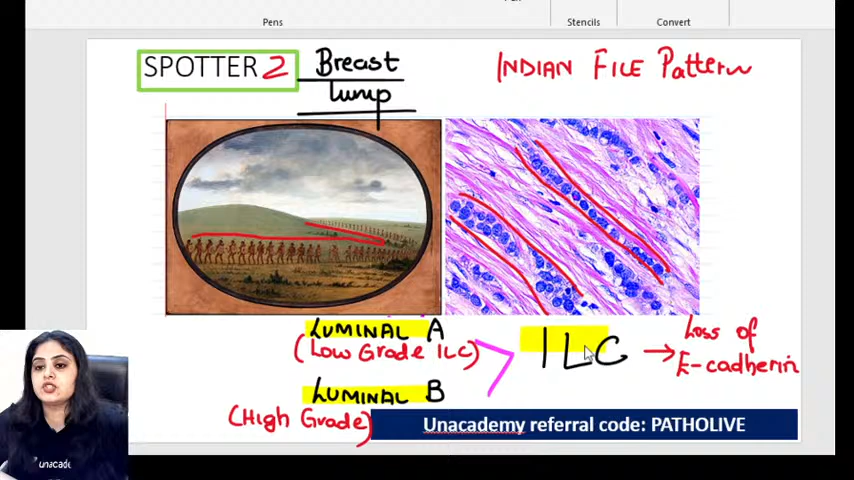 Pens
Stencils
Convert
SPOTTER 2
Breast
lump
INDIAN FILE Pattern
LUMINAL A
(Low Grade ILC)
LUMINAL B
(High Grade)
ILC
Loss of
E-cadherin
Unacademy referral code: PATHOLIVE
unacade